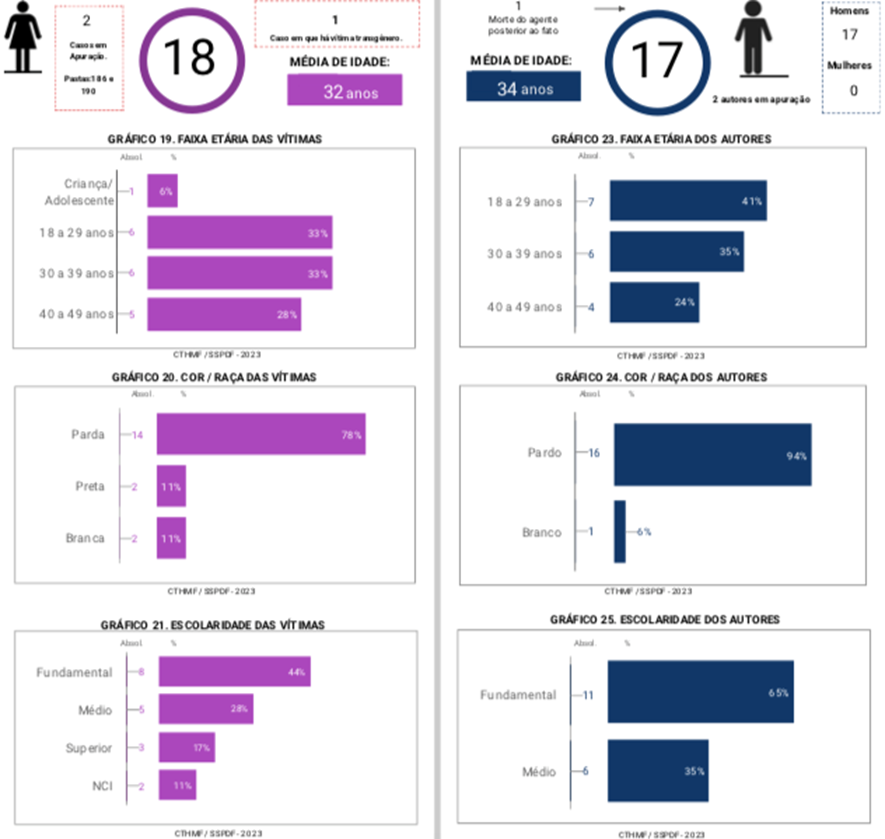 2
Casos em
Apuração.
Pastas: 186 e
190
18
1
Caso em que há vítima transgênero.
MÉDIA DE IDADE:
32 anos
GRÁFICO 19. FAIXA ETÁRIA DAS VÍTIMAS
Absol. %
Criança/
Adolescente 1 6%
18 a 29 anos 6 33%
30 a 39 anos 6 33%
40 a 49 anos 5 28%
CTHMF / SSPDF - 2023
GRÁFICO 20. COR / RAÇA DAS VÍTIMAS
Absol. %
Parda 14 78%
Preta 2 11%
Branca 2 11%
CTHMF / SSPDF - 2023
GRÁFICO 21. ESCOLARIDADE DAS VÍTIMAS
Absol. %
Fundamental 8 44%
Médio 5 28%
Superior 3 17%
NCI 2 11%
CTHMF / SSPDF - 2023
1
Morte do agente
posterior ao fato
MÉDIA DE IDADE:
34 anos
17
2 autores em apuração
Homens
17
Mulheres
0
GRÁFICO 23. FAIXA ETÁRIA DOS AUTORES
Absol. %
18 a 29 anos 7 41%
30 a 39 anos 6 35%
40 a 49 anos 4 24%
CTHMF / SSPDF - 2023
GRÁFICO 24. COR / RAÇA DOS AUTORES
Absol. %
Pardo 16 94%
Branco 1 6%
CTHMF / SSPDF - 2023
GRÁFICO 25. ESCOLARIDADE DOS AUTORES
Absol. %
Fundamental 11 65%
Médio 6 35%
CTHMF / SSPDF - 2023